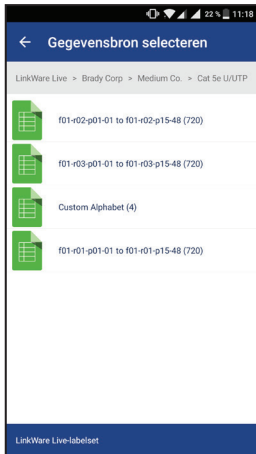 22 % 11:18
Gegevensbron selecteren
LinkWare Live > Brady Corp > Medium Co. > Cat 5e U/UTP
f01-r02-p01-01 to f01-r02-p15-48 (720)
f01-r03-p01-01 to f01-r03-p15-48 (720)
Custom Alphabet (4)
f01-r01-p01-01 to f01-r01-p15-48 (720)
LinkWare Live-labelset